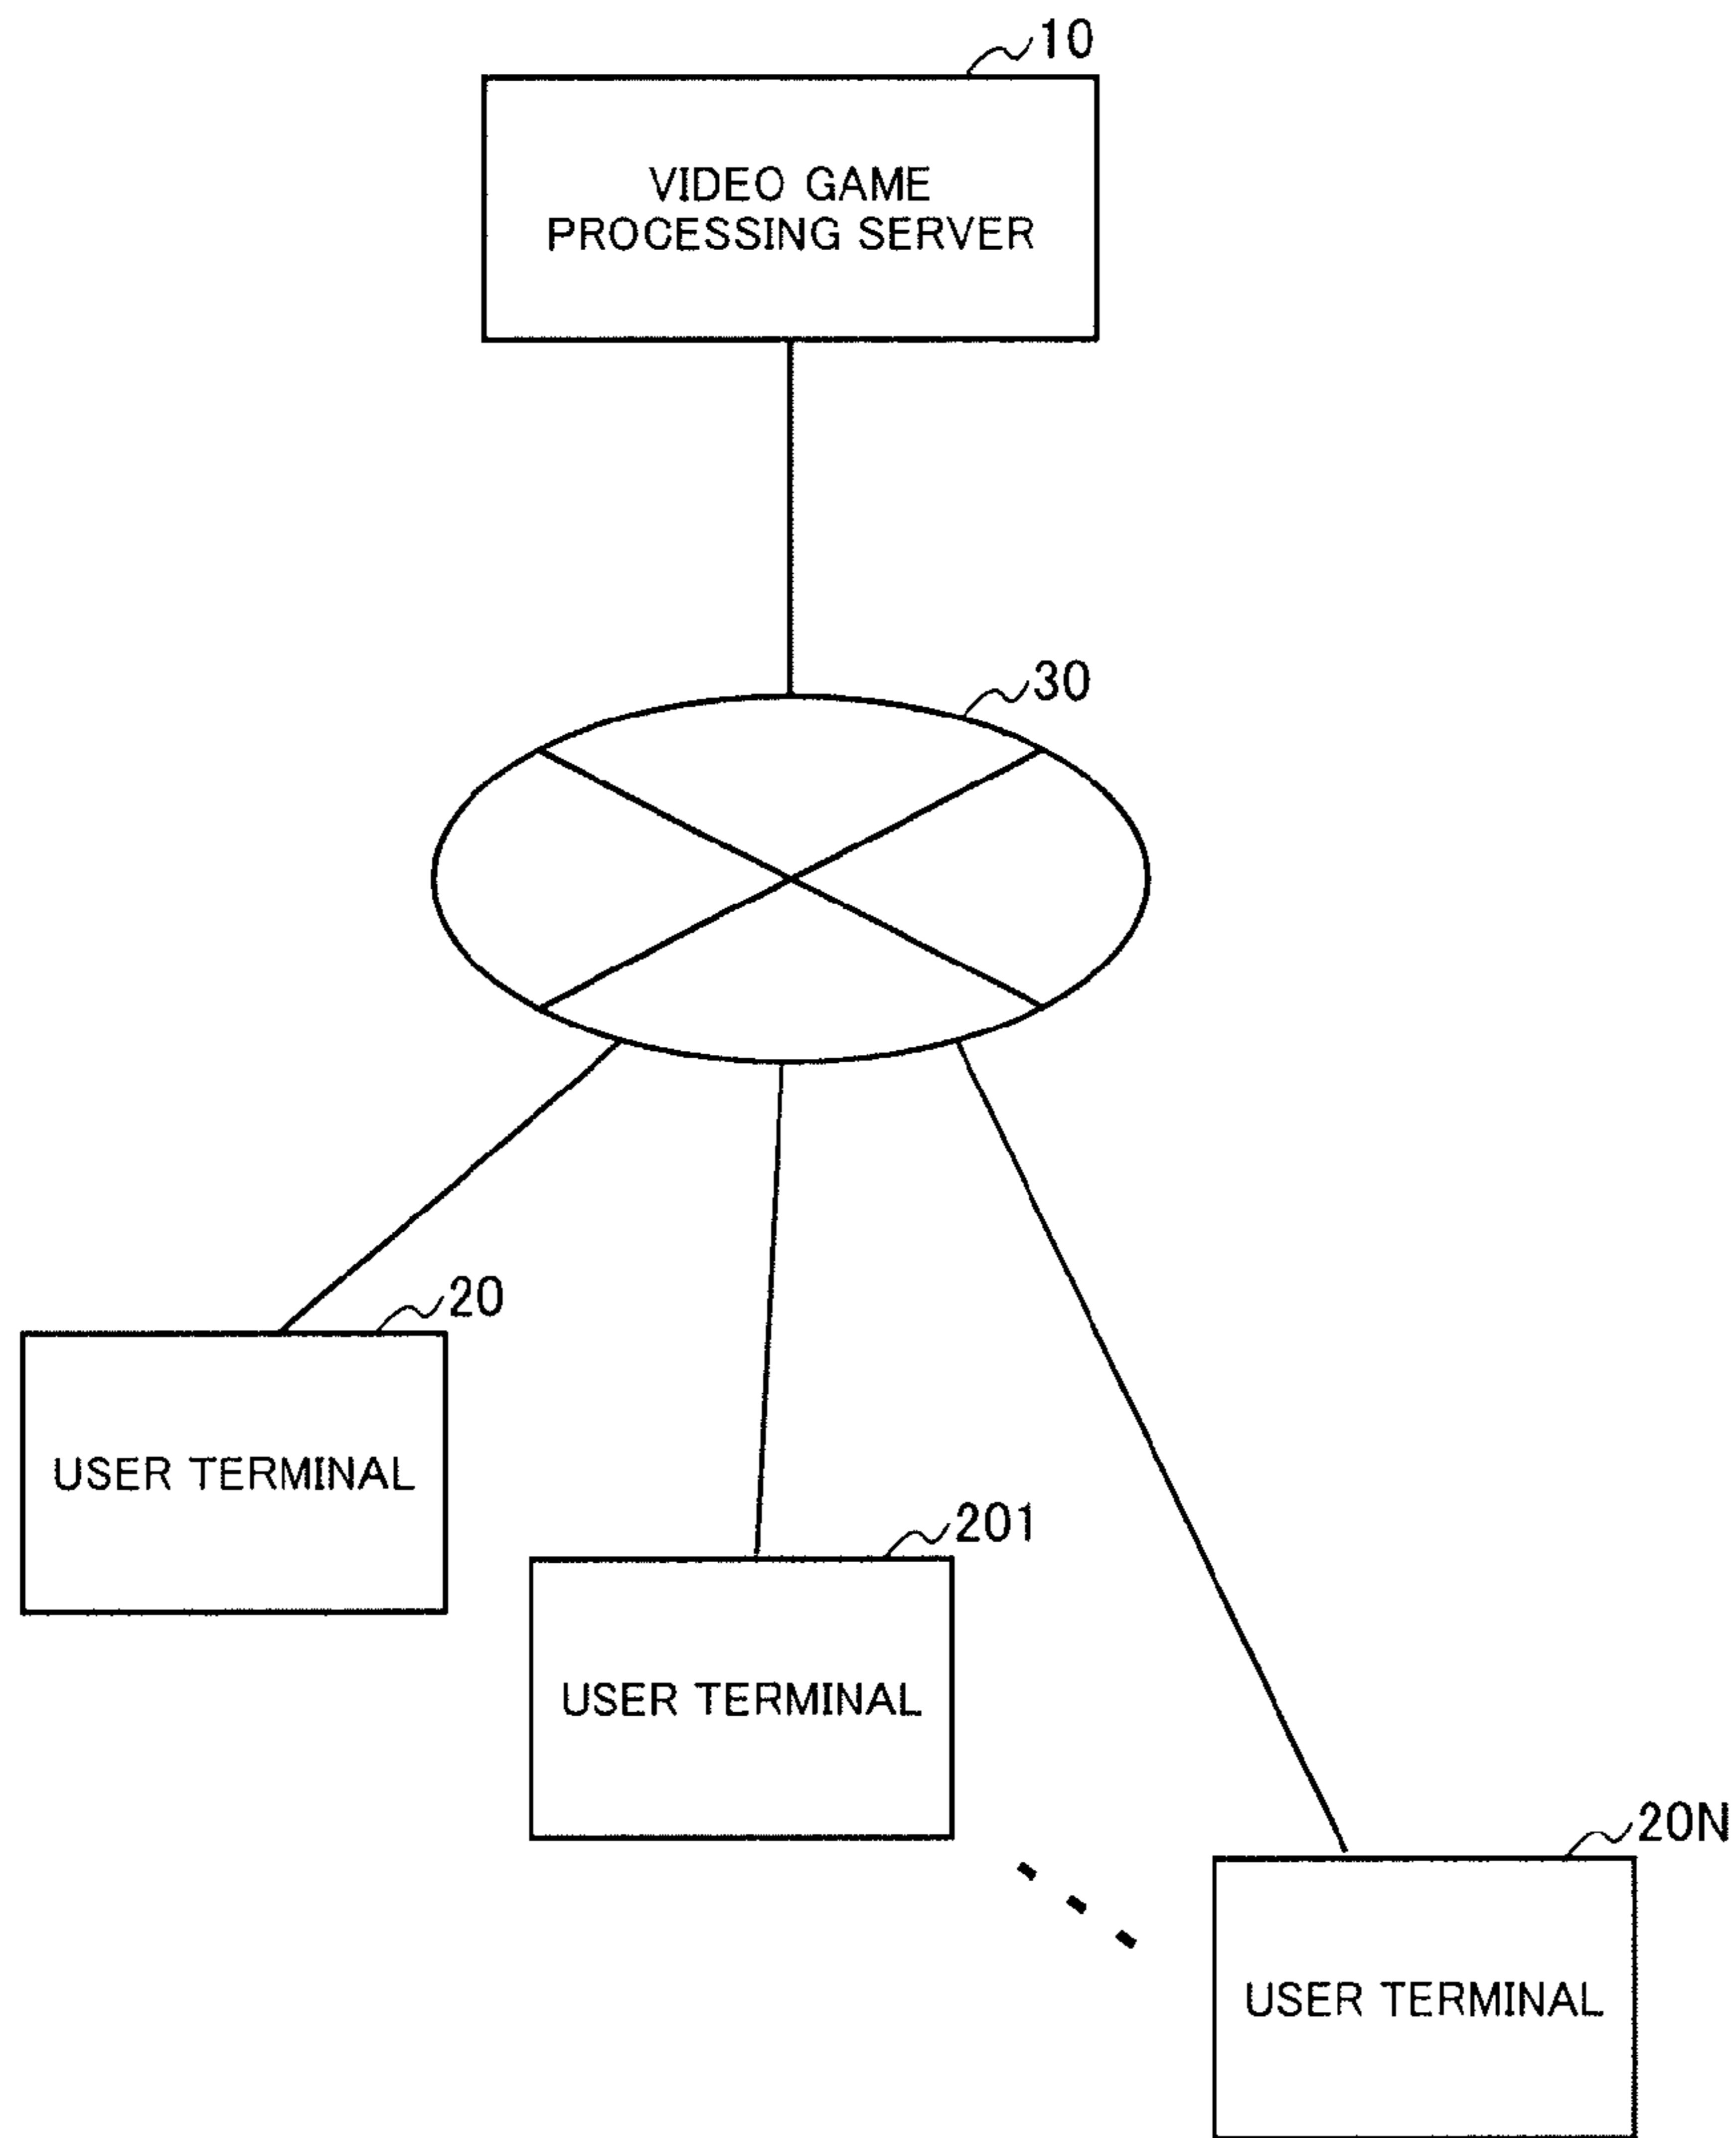 10
VIDEO GAME
PROCESSING SERVER
30
20
USER TERMINAL
201
USER TERMINAL
20N
USER TERMINAL